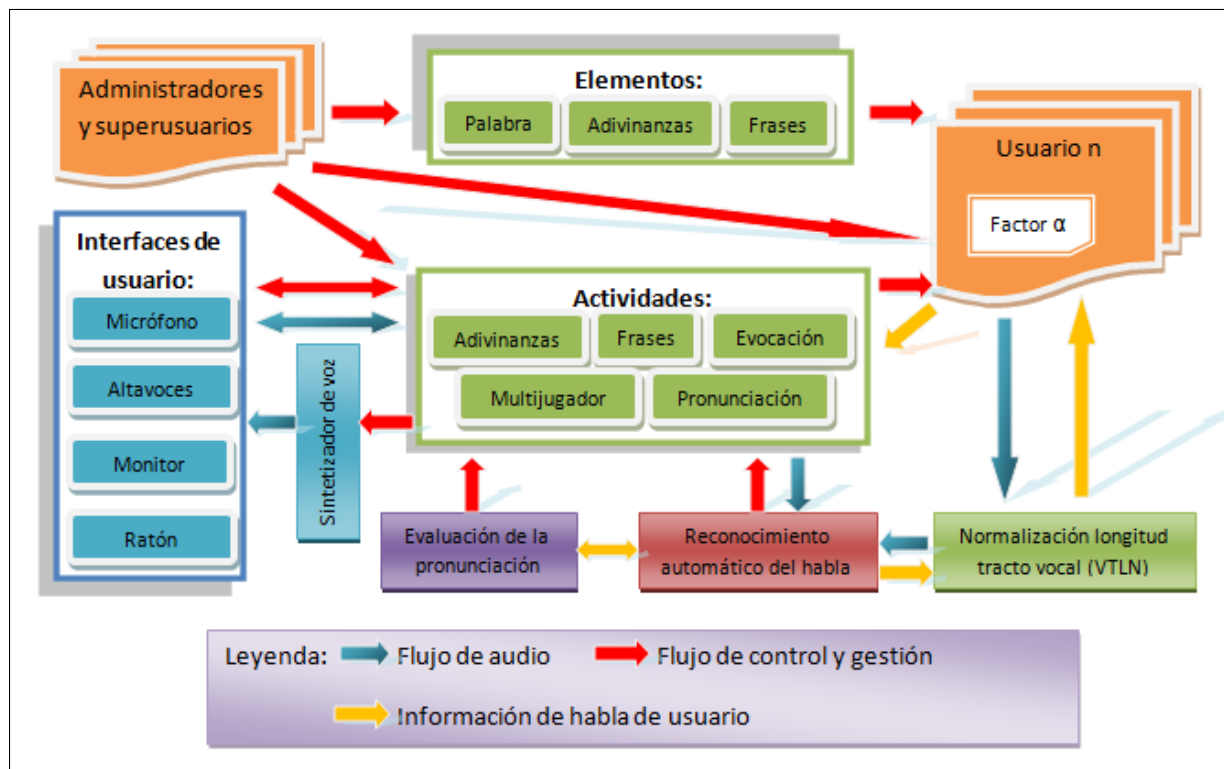 Administradores
y superusuarios
Elementos:
Palabra
Adivinanzas
Frases
Usuario n
Factor α
Interfaces de
usuario:
Micrófono
Altavoces
Monitor
Ratón
Sintetizador de voz
Actividades:
Adivinanzas
Frases
Evocación
Multijugador
Pronunciación
Evaluación de la
pronunciación
Reconocimiento
automático del habla
Normalización longitud
tracto vocal (VTLN)
Leyenda:
Flujo de audio
Flujo de control y gestión
Información de habla de usuario